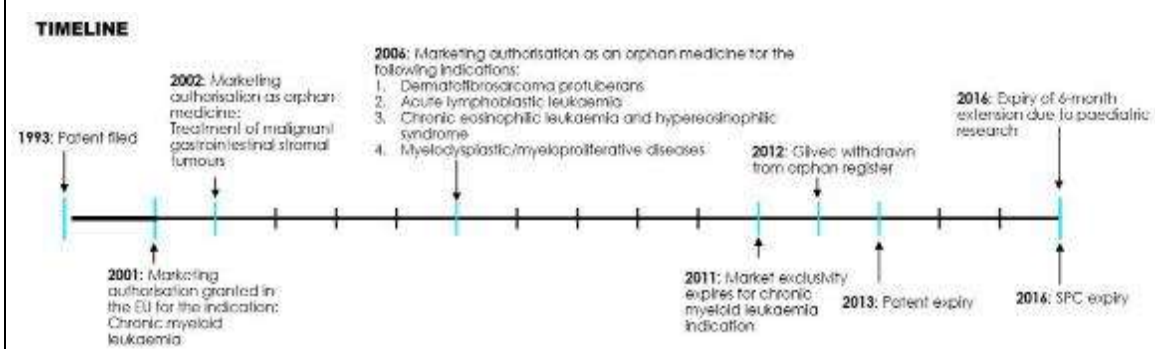 TIMELINE
2006: Marketing authorisation as an orphan medicine for the
following indications:
1. Dermatofibrosarcoma protuberans
2. Acute lymphoblastic leukaemia
3. Chronic eosinophilic leukaemia and hypereosinophilic
syndrome
4. Myelodysplastic/myeloproliferative diseases
2002: Marketing
authorisation as orphan
medicine:
Treatment of malignant
gastrointestinal stromal
tumours
2016: Expiry of 6-month
extension due to paediatric
research
1993: Patent filed
2012: Glivec withdrawn
from orphan register
2001: Marketing
authorisation granted in
the EU for the indication:
Chronic myeloid
leukaemia
2011: Market exclusivity
expires for chronic
myeloid leukaemia
indication
2013: Patent expiry
2016: SPC expiry